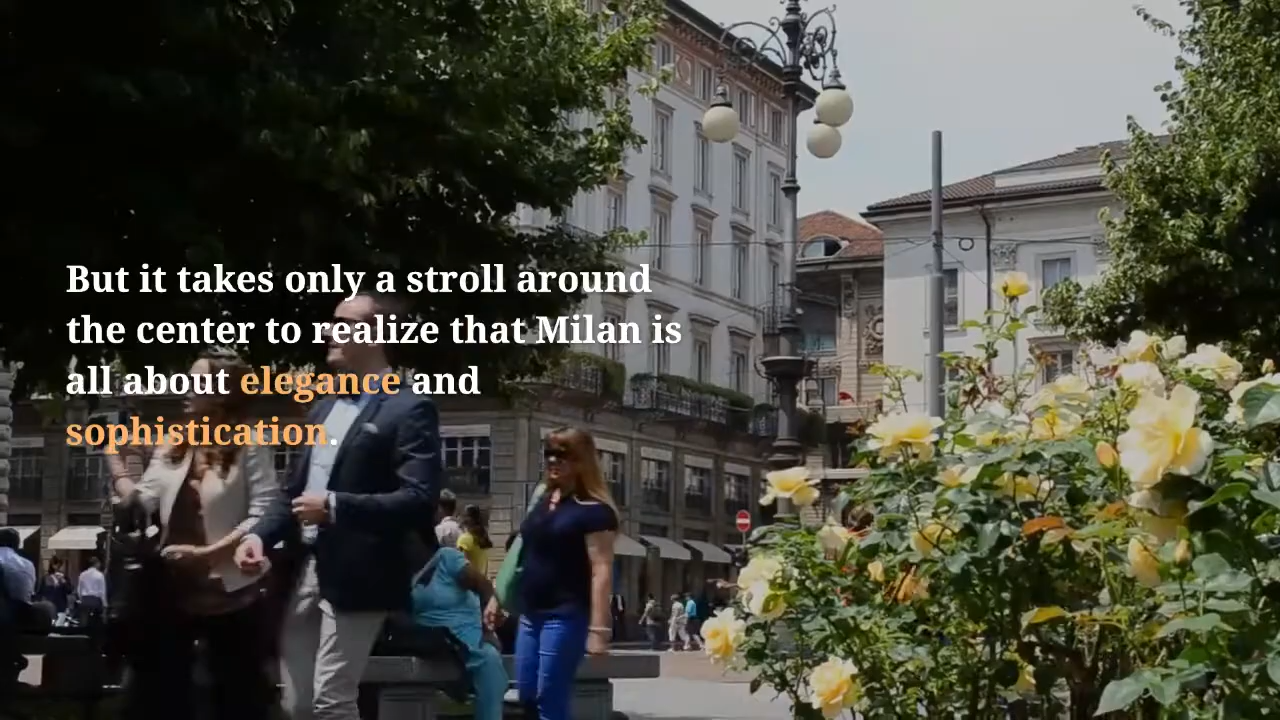 But it takes only a stroll around
the center to realize that Milan is
all about elegance and
sophistication.